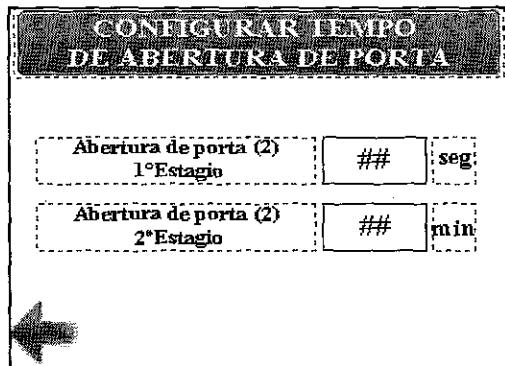 CONFIGURAR TEMPO
DE ABERTURA DE PORTA
Abertura de porta (2)
1°Estagio
##
seg
Abertura de porta (2)
2°Estagio
##
min